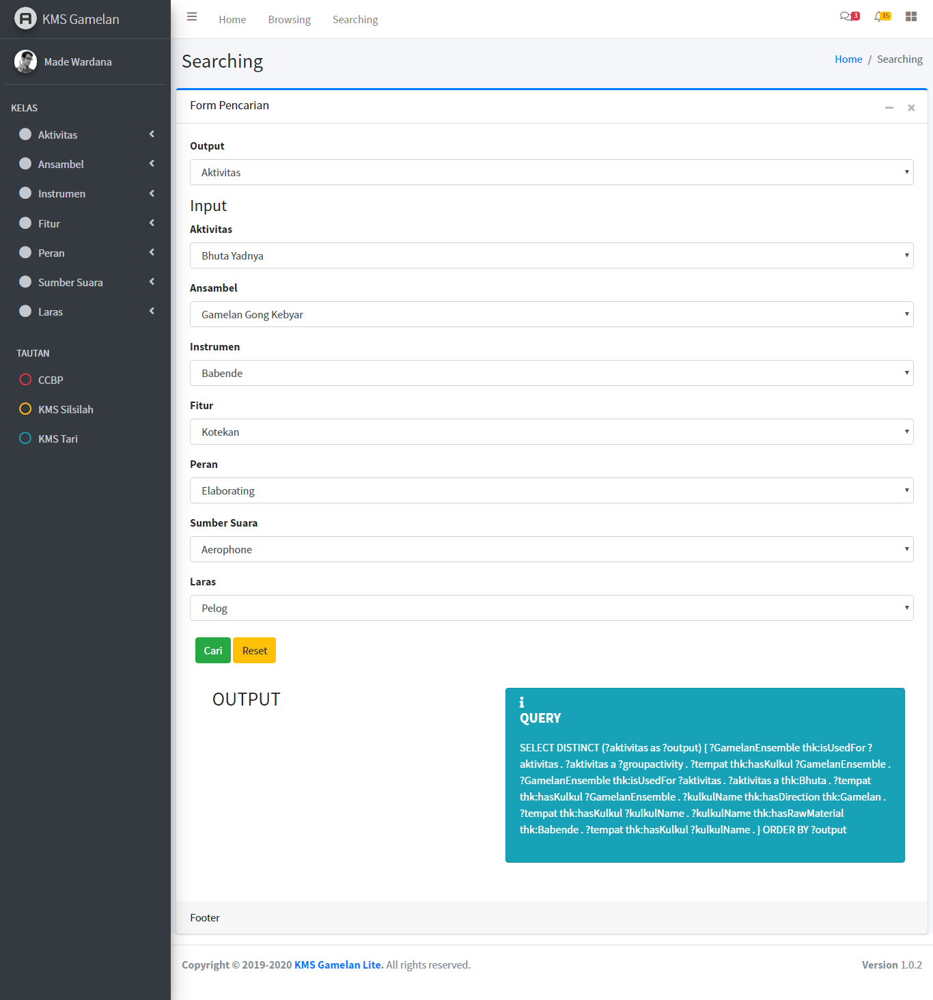 KMS Gamelan
Home
Browsing
Searching
3
15
Made Wardana
KELAS
Aktivitas
Ansambel
Instrumen
Fitur
Peran
Sumber Suara
Laras
TAUTAN
CCBP
KMS Silsilah
KMS Tari
Searching
Home / Searching
Form Pencarian
Output
Aktivitas
Input
Aktivitas
Bhuta Yadnya
Ansambel
Gamelan Gong Kebyar
Instrumen
Babende
Fitur
Kotekan
Peran
Elaborating
Sumber Suara
Aerophone
Laras
Pelog
Cari
Reset
OUTPUT
QUERY
SELECT DISTINCT (?aktivitas as ?output) { ?GamelanEnsemble thk:isUsedFor ?
aktivitas . ?aktivitas a ?groupactivity . ?tempat thk:hasKulkul ?GamelanEnsemble .
?GamelanEnsemble thk:isUsedFor ?aktivitas . ?aktivitas a thk:Bhuta . ?tempat
thk:hasKulkul ?GamelanEnsemble . ?kulkulName thk:hasDirection thk:Gamelan .
?tempat thk:hasKulkul ?kulkulName . ?kulkulName thk:hasRawMaterial
thk:Babende . ?tempat thk:hasKulkul ?kulkulName . } ORDER BY ?output
Footer
Copyright © 2019-2020 KMS Gamelan Lite. All rights reserved.
Version 1.0.2